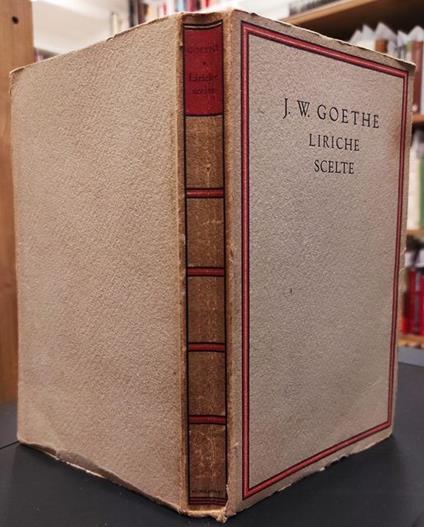 GOETHE
Liriche
scelte
J. W. GOETHE
LIRICHE
SCELTE